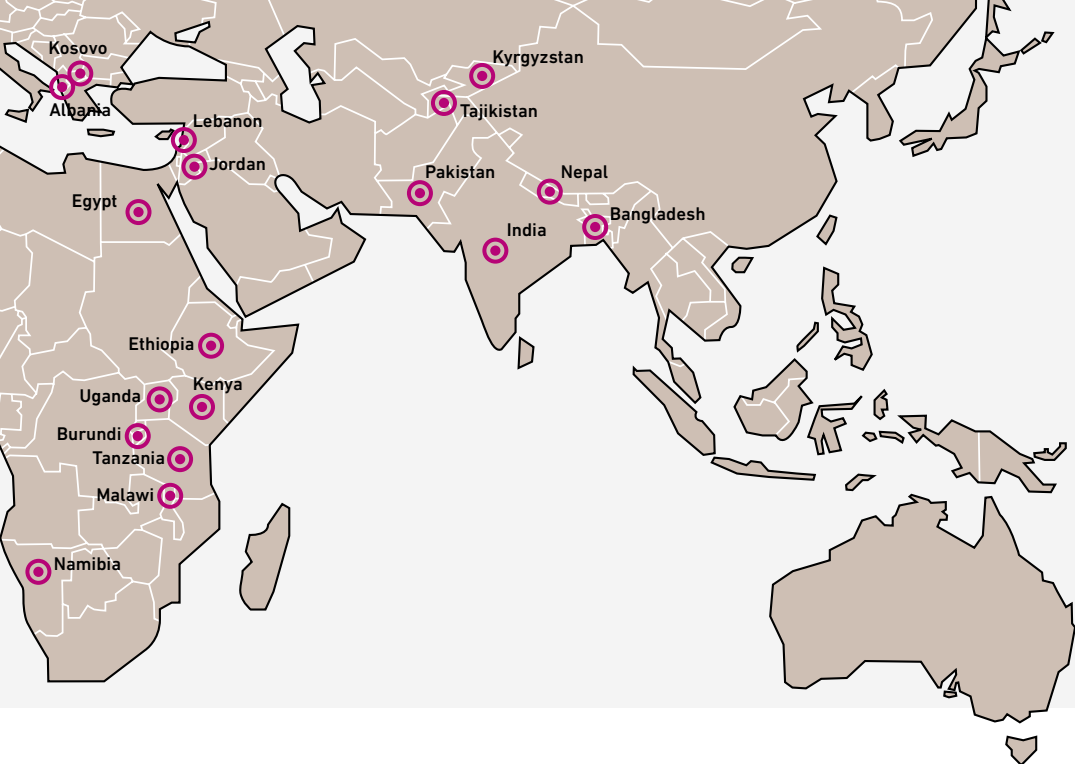 Kosovo
Kyrgyzstan
Albania
Tajikistan
Lebanon
Jordan
Pakistan
Nepal
Egypt
Bangladesh
India
Ethiopia
Kenya
Uganda
Burundi
Tanzania
Malawi
Namibia